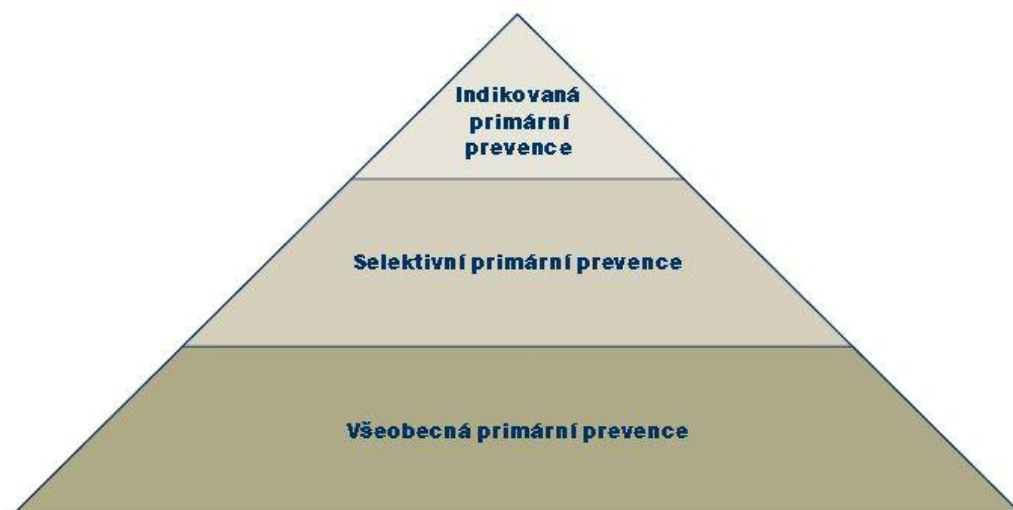 Indikovaná
primární
prevence
Selektivní primární prevence
Všeobecná primární prevence